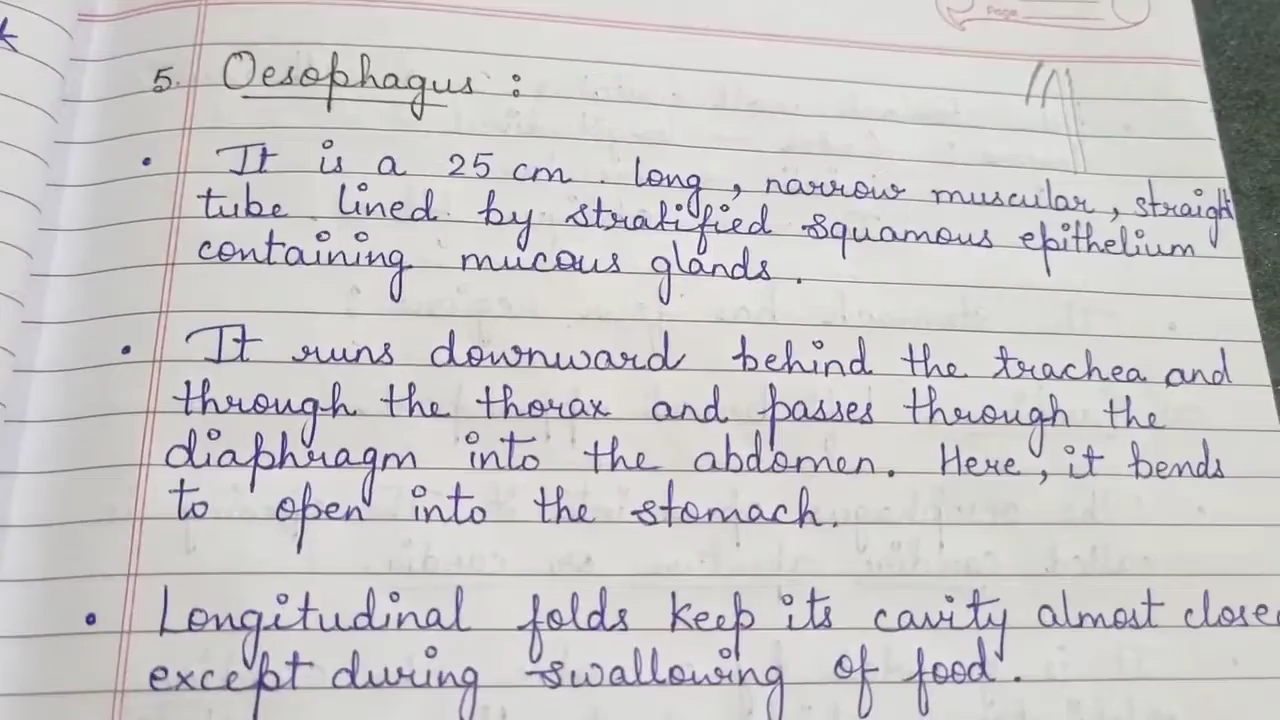 Page
5. Oesophagus :
• It is a 25 cm. long, narrow muscular, straight
tube lined by stratified squamous epithelium
containing mucous glands.
• It runs downward behind the trachea and
through the thorax and passes through the
diaphragm into the abdomen. Here, it bends
to open into the stomach.
• Longitudinal folds keep its cavity almost close
except during swallowing of food.